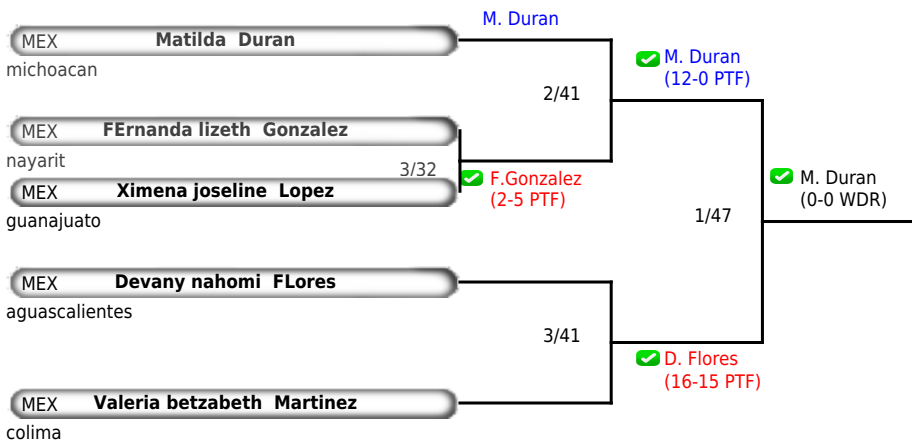 M. Duran
MEX Matilda Duran
michoacan
M. Duran
(12-0 PTF)
2/41
MEX FErnanda lizeth Gonzalez
nayarit
3/32
F.Gonzalez
(2-5 PTF)
MEX Ximena joseline Lopez
guanajuato
M. Duran
(0-0 WDR)
1/47
MEX Devany nahomi FLores
aguascalientes
3/41
D. Flores
(16-15 PTF)
MEX Valeria betzabeth Martinez
colima